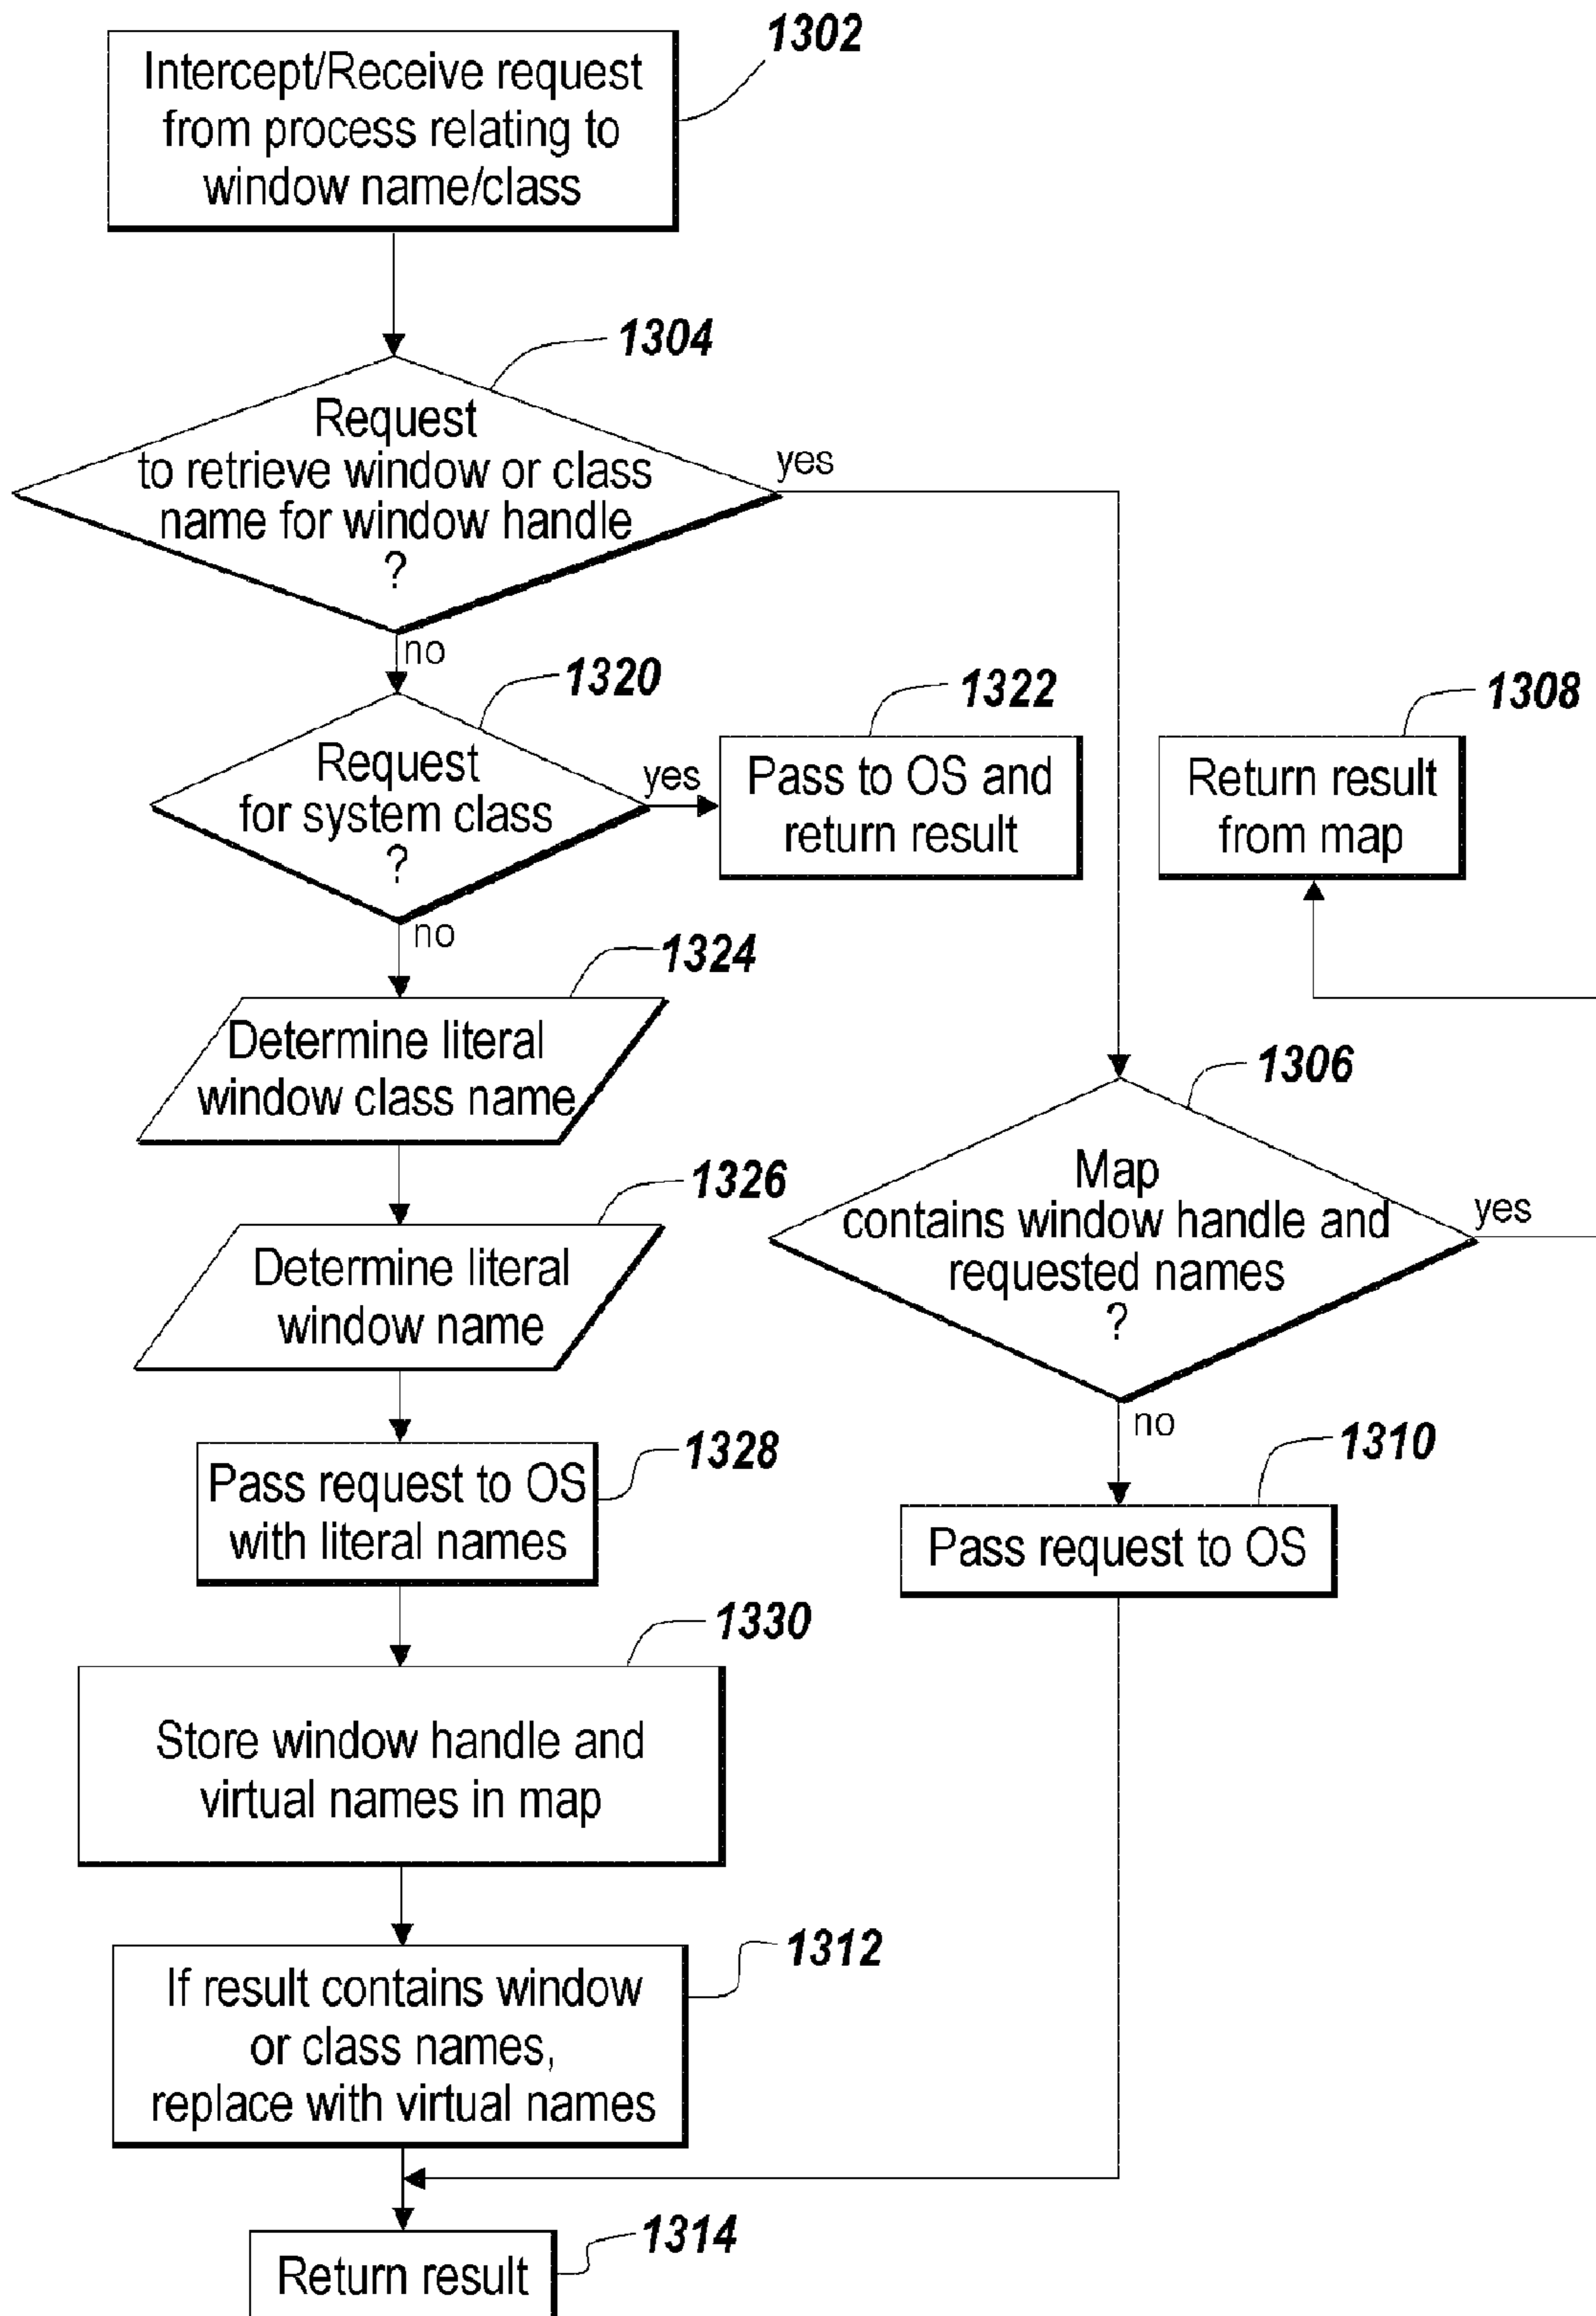 1302
Intercept/Receive request
from process relating to
window name/class
1304
Request
to retrieve window or class
name for window handle
?
yes
no
1320
Request
for system class
?
yes
no
1322
Pass to OS and
return result
1308
Return result
from map
1324
Determine literal
window class name
1306
Map
contains window handle and
requested names
?
yes
no
1326
Determine literal
window name
1328
Pass request to OS
with literal names
1310
Pass request to OS
1330
Store window handle and
virtual names in map
1312
If result contains window
or class names,
replace with virtual names
1314
Return result